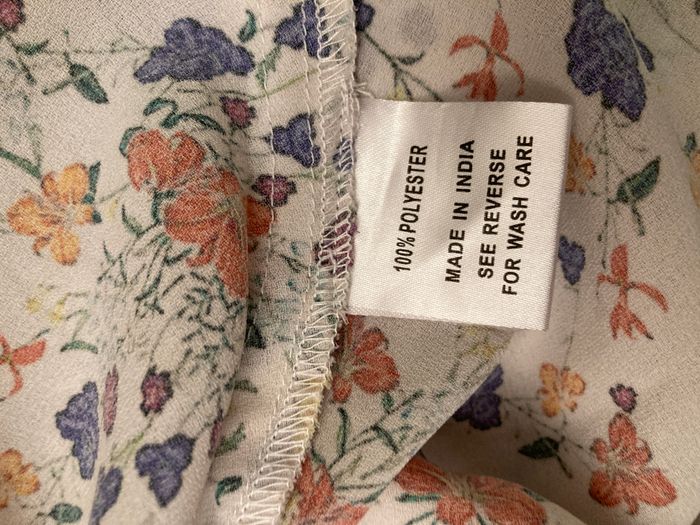 100% POLYESTER
MADE IN INDIA
SEE REVERSE
FOR WASH CARE